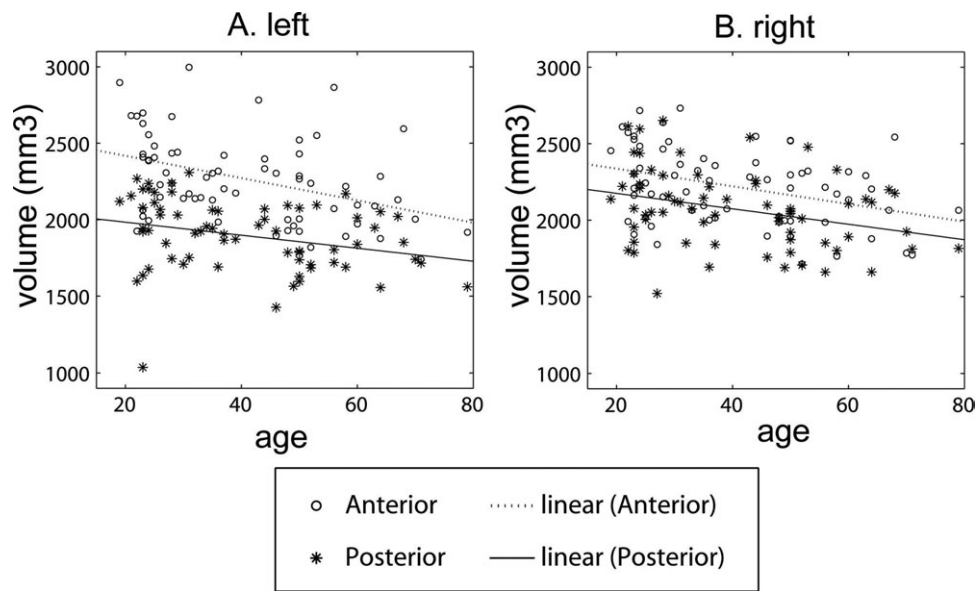 A. left
B. right
3000
2500
2000
1500
1000
volume (mm3)
20
40
60
80
age
3000
2500
2000
1500
1000
volume (mm3)
20
40
60
80
age
Anterior
linear (Anterior)
Posterior
linear (Posterior)